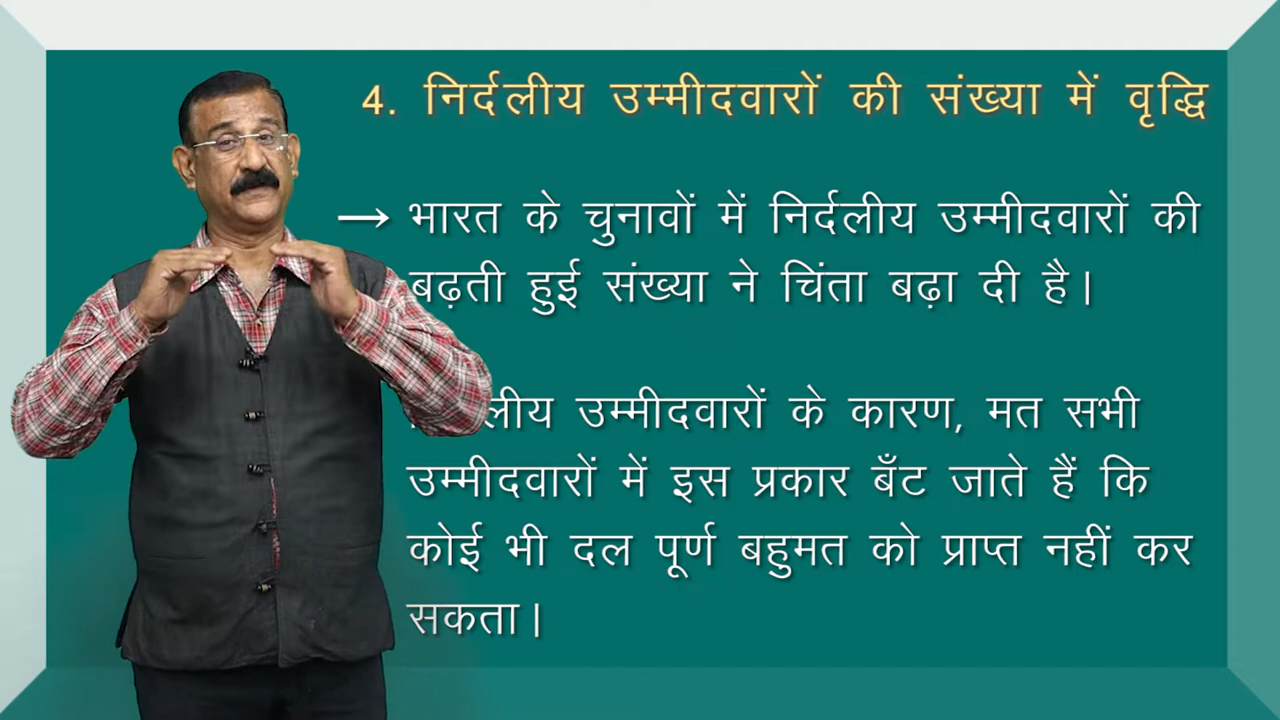 4. निर्दलीय उम्मीदवारों की संख्या में वृद्धि
→ भारत के चुनावों में निर्दलीय उम्मीदवारों की
बढ़ती हुई संख्या ने चिंता बढ़ा दी है।
उम्मीदवारों के कारण, मत सभी
उम्मीदवारों में इस प्रकार बँट जाते हैं कि
कोई भी दल पूर्ण बहुमत को प्राप्त नहीं कर
सकता।